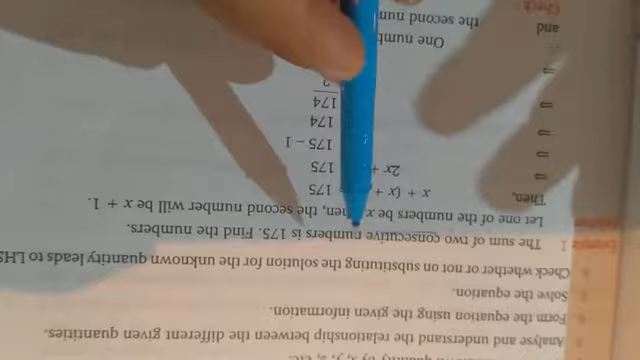 Analyse and understand the relationship between the different given quantities.
Form the equation using the given information.
Solve the equation.
Check whether or not on substituting the solution for the unknown quantity leads to LHS
Example 1 The sum of two consecutive numbers is 175. Find the numbers.
Let one of the numbers be x. Then, the second number will be x + 1.
Then, x + (x + 175
⇒ 2x + 175
⇒ 175 – 1
⇒ 174
⇒ 174
2
One numb
and the second num
Check: